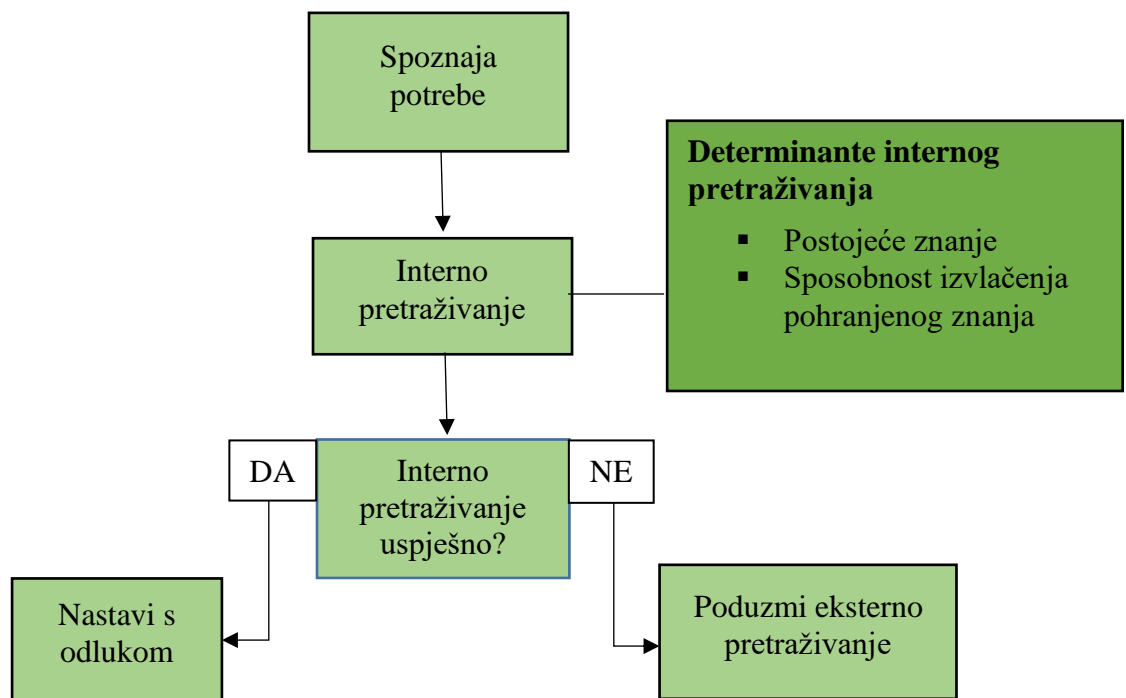 Spoznaja
potrebe
Determinante internog
pretraživanja
▪ Postojeće znanje
▪ Sposobnost izvlačenja
pohranjenog znanja
Interno
pretraživanje
DA
Interno
pretraživanje
uspješno?
NE
Nastavi s
odlukom
Poduzmi eksterno
pretraživanje